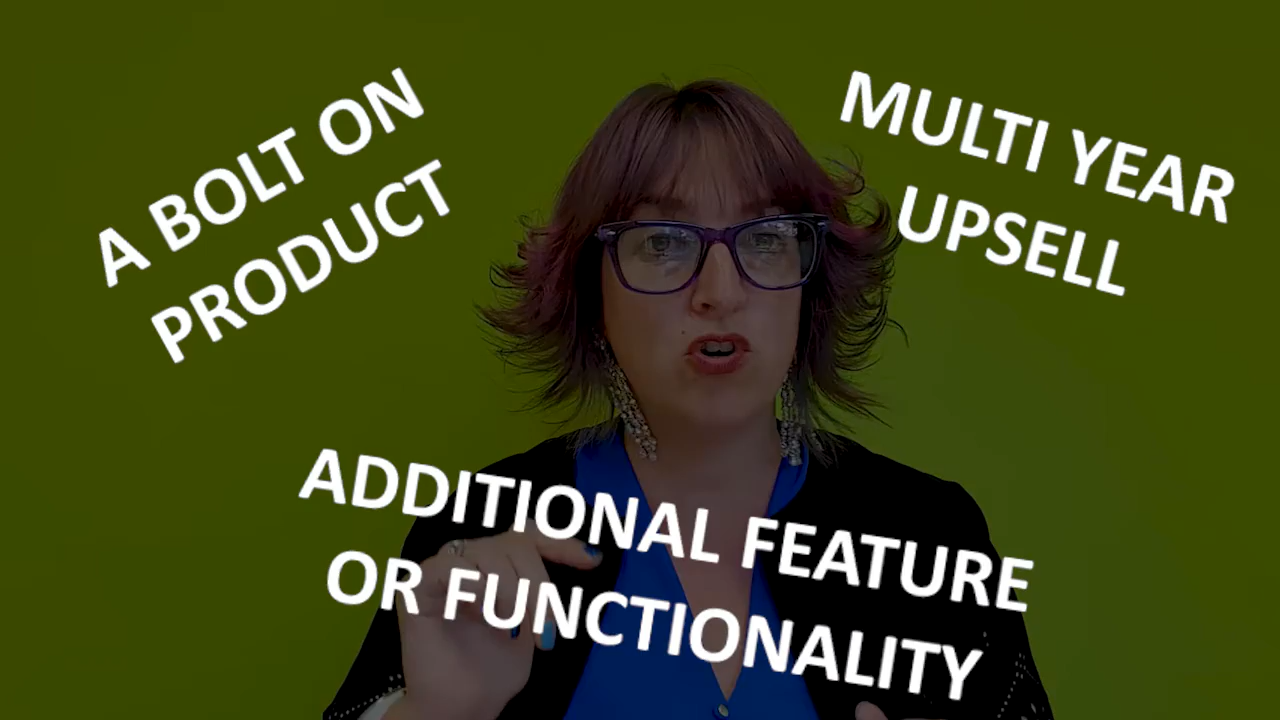 A BOLT ON
PRODUCT
MULTI YEAR
UPSELL
ADDITIONAL FEATURE
OR FUNCTIONALITY